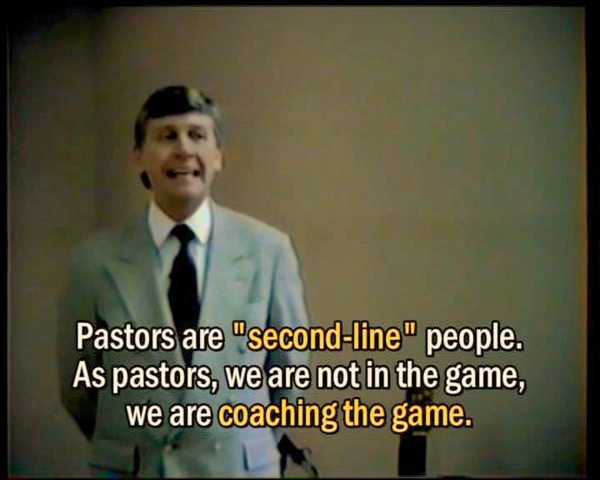 Pastors are "second-line" people.
As pastors, we are not in the game,
we are coaching the game.